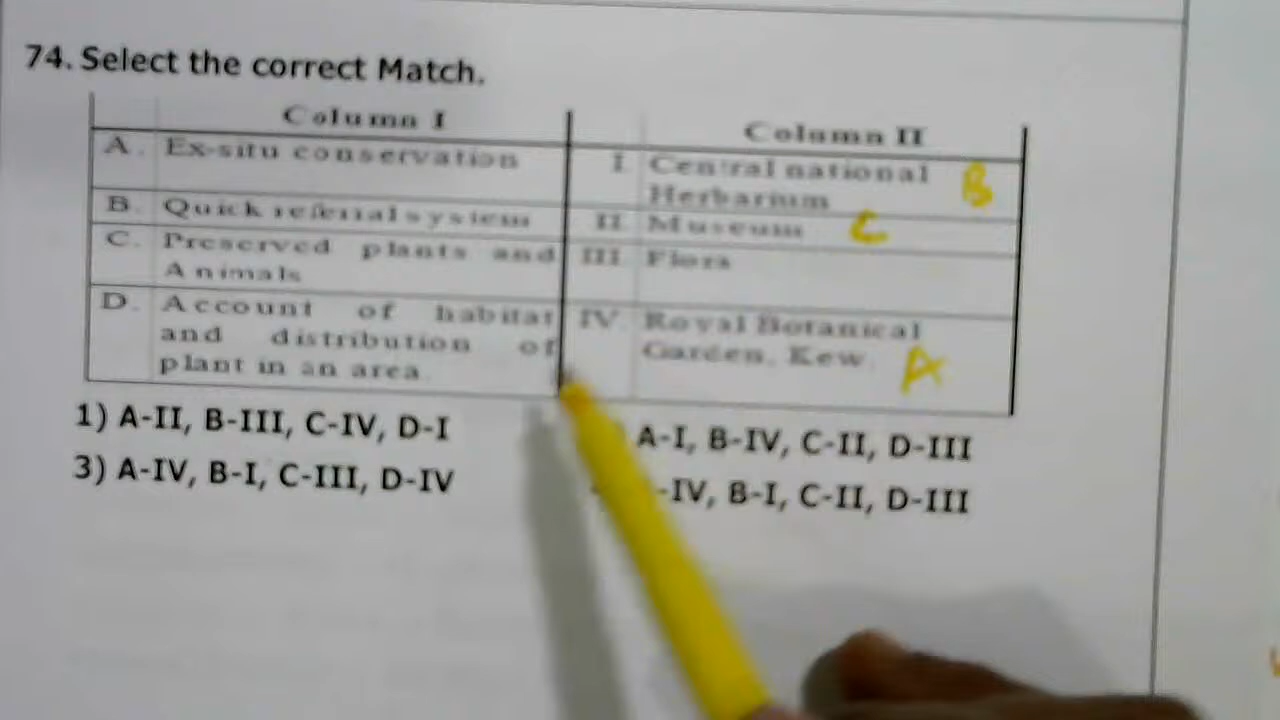 74. Select the correct Match.
Column I Column II
A. Ex-situ conservation I. Central national Herbarium B
B. Quick referral system II. Museum C
C. Preserved plants and Animals III. Flora
D. Account of habitat and distribution of plant in an area. IV. Royal Botanical Garden, Kew. A
1) A-II, B-III, C-IV, D-I
A-I, B-IV, C-II, D-III
3) A-IV, B-I, C-III, D-IV
-IV, B-I, C-II, D-III